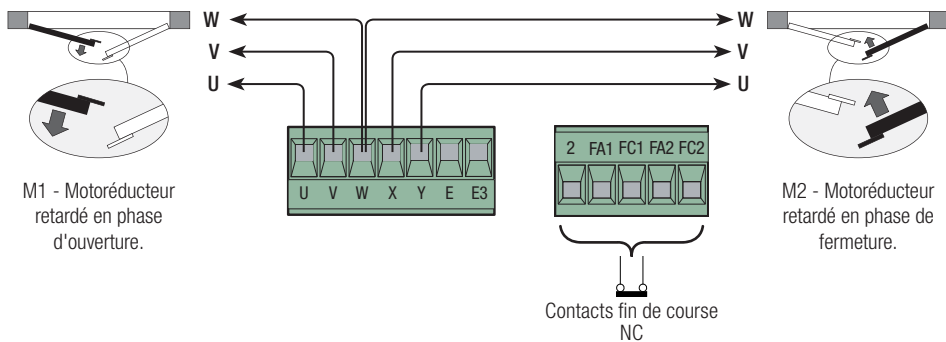 W
V
U
W
V
U
U V W X Y E E3
2 FA1 FC1 FA2 FC2
M1 - Motoréducteur
retardé en phase
d'ouverture.
M2 - Motoréducteur
retardé en phase de
fermeture.
Contacts fin de course
NC